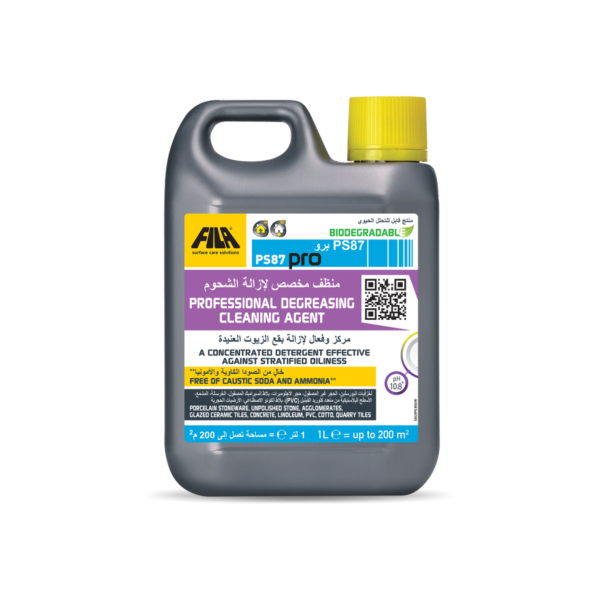 FILA
surface care solutions
منتج قابل للتحلل الحيوي
BIODEGRADABLE
PS87 برو
PS87 pro
منظف مخصص لإزالة الشحوم
PROFESSIONAL DEGREASING
CLEANING AGENT
مركز وفعال لإزالة بقع الزيوت العنيدة
A CONCENTRATED DETERGENT EFFECTIVE
AGAINST STRATIFIED OILINESS
خالٍ من الصودا الكاوية والأمونيا**
FREE OF CAUSTIC SODA AND AMMONIA**
pH
10.8
PORCELAIN STONEWARE, UNPOLISHED STONE, AGGLOMERATES,
GLAZED CERAMIC TILES, CONCRETE, LINOLEUM, PVC, COTTO, QUARRY TILES
1 لتر ℮ = مساحة تصل إلى 200 م²
1L ℮ = up to 200 m²